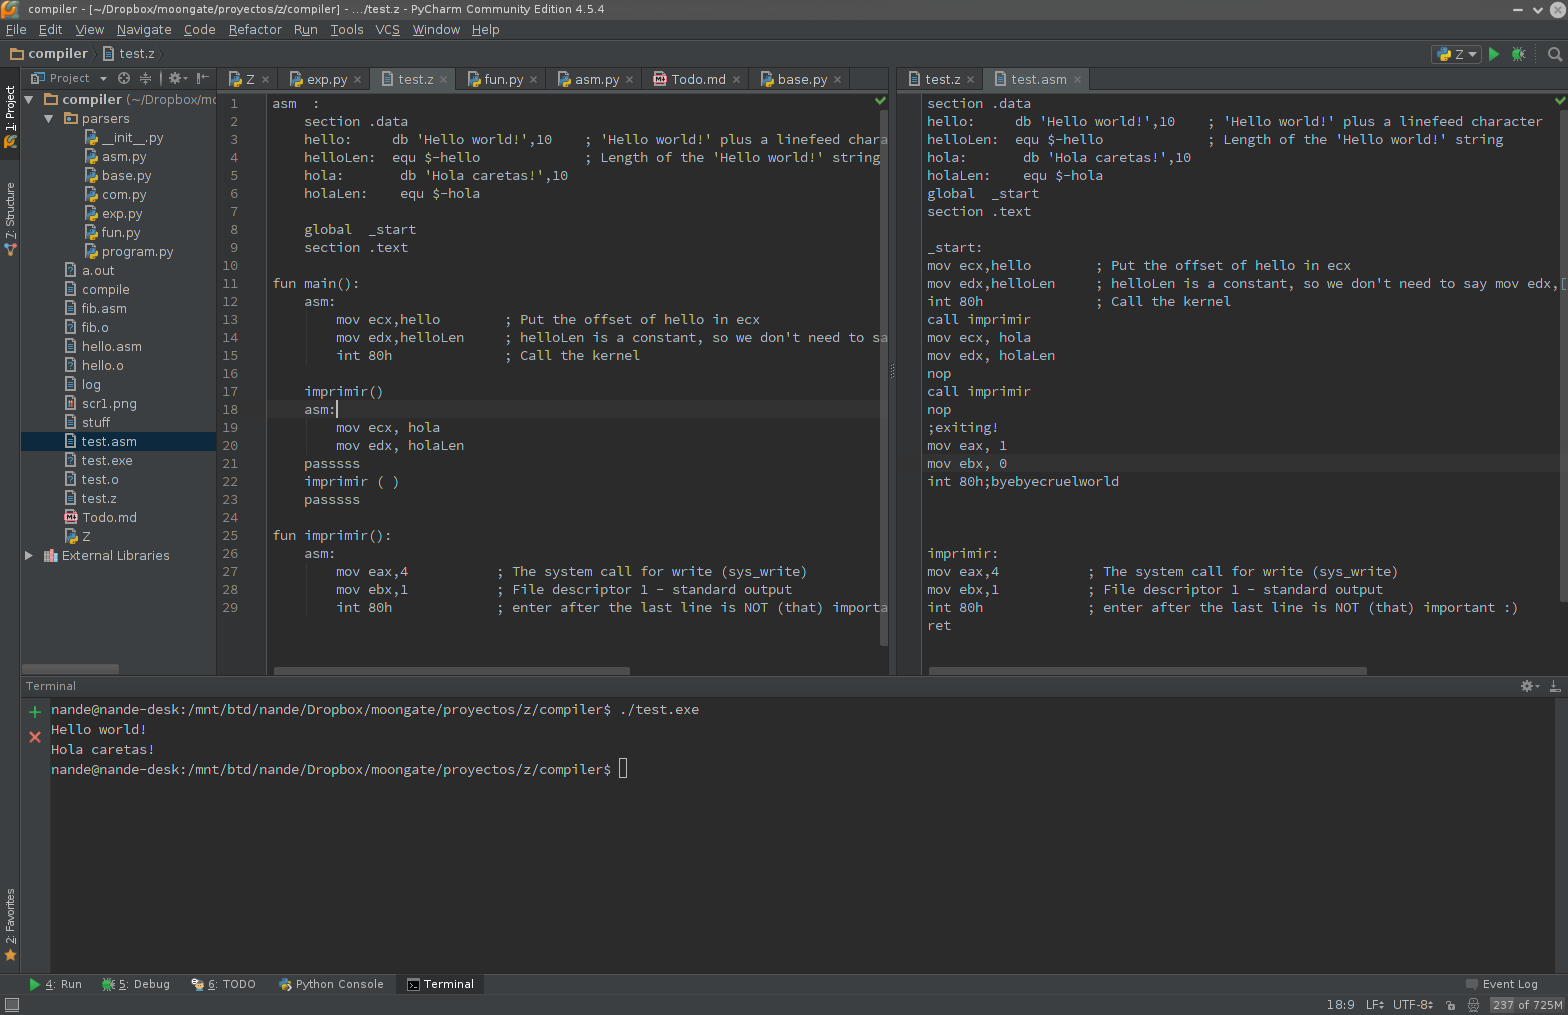 compiler - [~/Dropbox/moongate/proyectos/z/compiler] - .../test.z - PyCharm Community Edition 4.5.4
File Edit View Navigate Code Refactor Run Tools VCS Window Help
compiler test.z Z
Project
Z exp.py test.z fun.py asm.py Todo.md base.py
test.z test.asm
1: Project
7: Structure
2: Favorites
compiler (~/Dropbox/mo
parsers
__init__.py
asm.py
base.py
com.py
exp.py
fun.py
program.py
a.out
compile
fib.asm
fib.o
hello.asm
hello.o
log
scr1.png
stuff
test.asm
test.exe
test.o
test.z
Todo.md
Z
External Libraries
1 asm  :
2     section .data
3     hello:     db 'Hello world!',10    ; 'Hello world!' plus a linefeed chara
4     helloLen:  equ $-hello             ; Length of the 'Hello world!' string
5     hola:       db 'Hola caretas!',10
6     holaLen:    equ $-hola
7
8     global  _start
9     section .text
10
11 fun main():
12     asm:
13         mov ecx,hello        ; Put the offset of hello in ecx
14         mov edx,helloLen     ; helloLen is a constant, so we don't need to sa
15         int 80h              ; Call the kernel
16
17     imprimir()
18     asm:
19         mov ecx, hola
20         mov edx, holaLen
21     passsss
22     imprimir ( )
23     passsss
24
25 fun imprimir():
26     asm:
27         mov eax,4           ; The system call for write (sys_write)
28         mov ebx,1           ; File descriptor 1 - standard output
29         int 80h             ; enter after the last line is NOT (that) importa
section .data
hello:     db 'Hello world!',10    ; 'Hello world!' plus a linefeed character
helloLen:  equ $-hello             ; Length of the 'Hello world!' string
hola:       db 'Hola caretas!',10
holaLen:    equ $-hola
global  _start
section .text

_start:
mov ecx,hello        ; Put the offset of hello in ecx
mov edx,helloLen     ; helloLen is a constant, so we don't need to say mov edx,[
int 80h              ; Call the kernel
call imprimir
mov ecx, hola
mov edx, holaLen
nop
call imprimir
nop
;exiting!
mov eax, 1
mov ebx, 0
int 80h;byebyecruelworld

imprimir:
mov eax,4           ; The system call for write (sys_write)
mov ebx,1           ; File descriptor 1 - standard output
int 80h             ; enter after the last line is NOT (that) important :)
ret
Terminal
nande@nande-desk:/mnt/btd/nande/Dropbox/moongate/proyectos/z/compiler$ ./test.exe
Hello world!
Hola caretas!
nande@nande-desk:/mnt/btd/nande/Dropbox/moongate/proyectos/z/compiler$
4: Run 5: Debug 6: TODO Python Console Terminal Event Log
18:9 LF UTF-8 237 of 725M